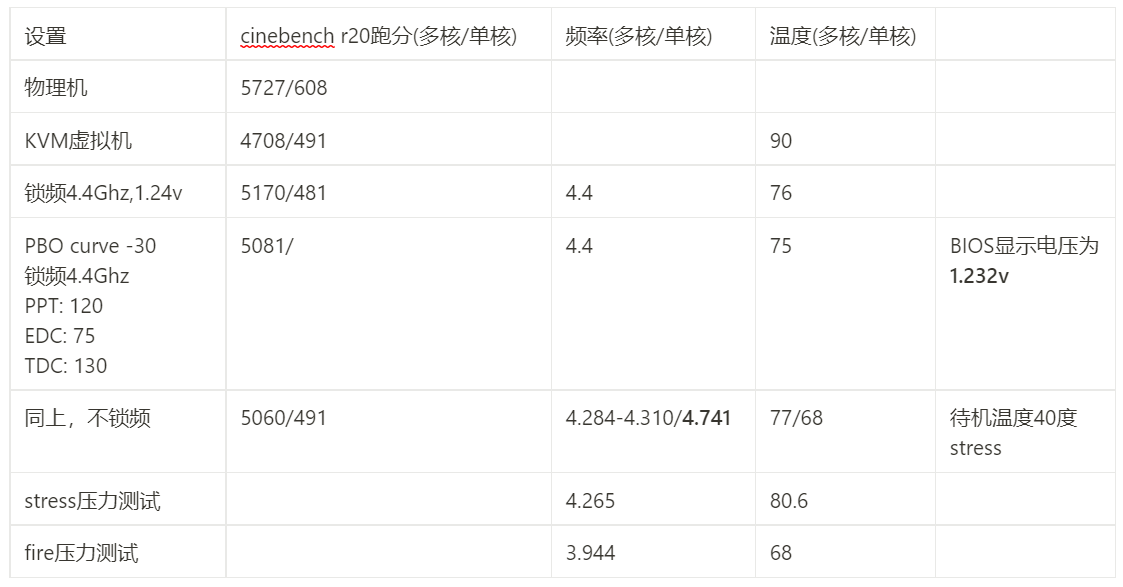 设置 cinebench r20跑分(多核/单核) 频率(多核/单核) 温度(多核/单核)
物理机 5727/608
KVM虚拟机 4708/491 90
锁频4.4Ghz,1.24v 5170/481 4.4 76
PBO curve -30 5081/ 4.4 75 BIOS显示电压为
锁频4.4Ghz 1.232v
PPT: 120
EDC: 75
TDC: 130
同上，不锁频 5060/491 4.284-4.310/4.741 77/68 待机温度40度
stress
stress压力测试 4.265 80.6
fire压力测试 3.944 68